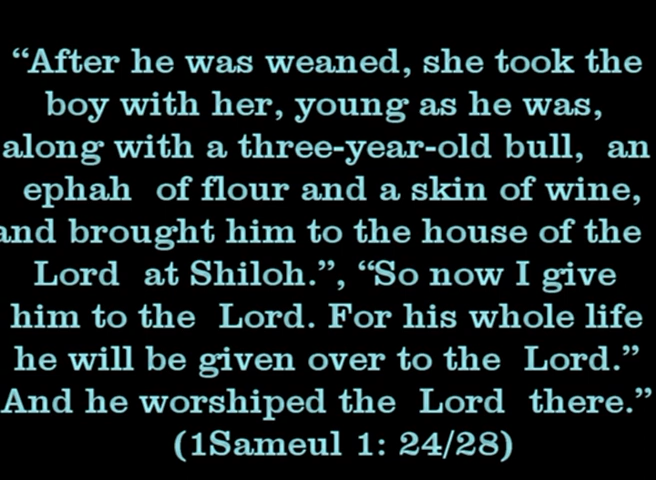 “After he was weaned, she took the
boy with her, young as he was,
along with a three-year-old bull, an
ephah of flour and a skin of wine,
and brought him to the house of the
Lord at Shiloh.”, “So now I give
him to the Lord. For his whole life
he will be given over to the Lord.”
And he worshiped the Lord there.”
(1Sameul 1: 24/28)